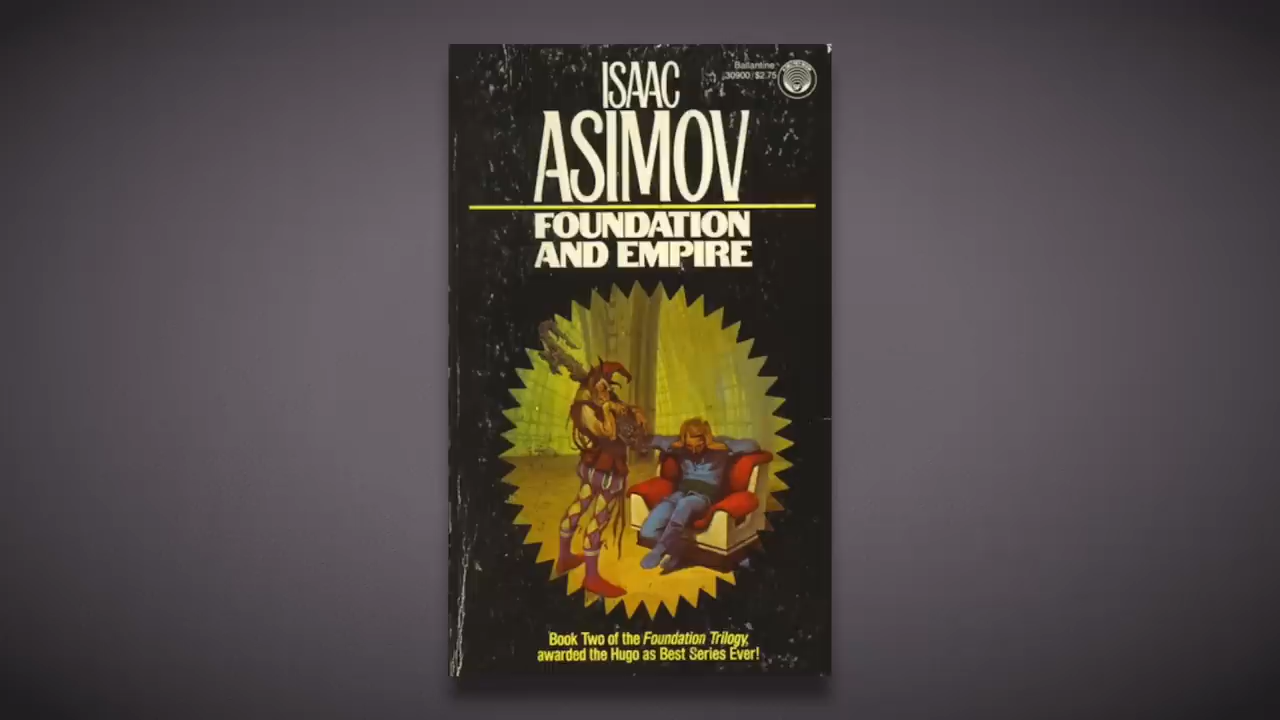 ISAAC
ASIMOV
Ballantine
30900/$2.75
FOUNDATION
AND EMPIRE
Book Two of the Foundation Trilogy,
awarded the Hugo as Best Series Ever!